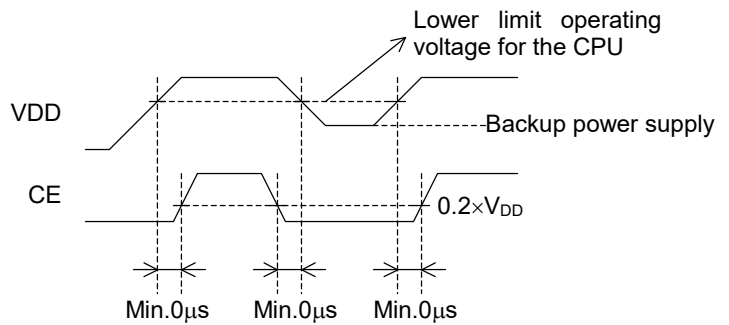 Lower limit operating
voltage for the CPU
VDD
Backup power supply
CE
0.2×V_DD
Min.0μs Min.0μs Min.0μs